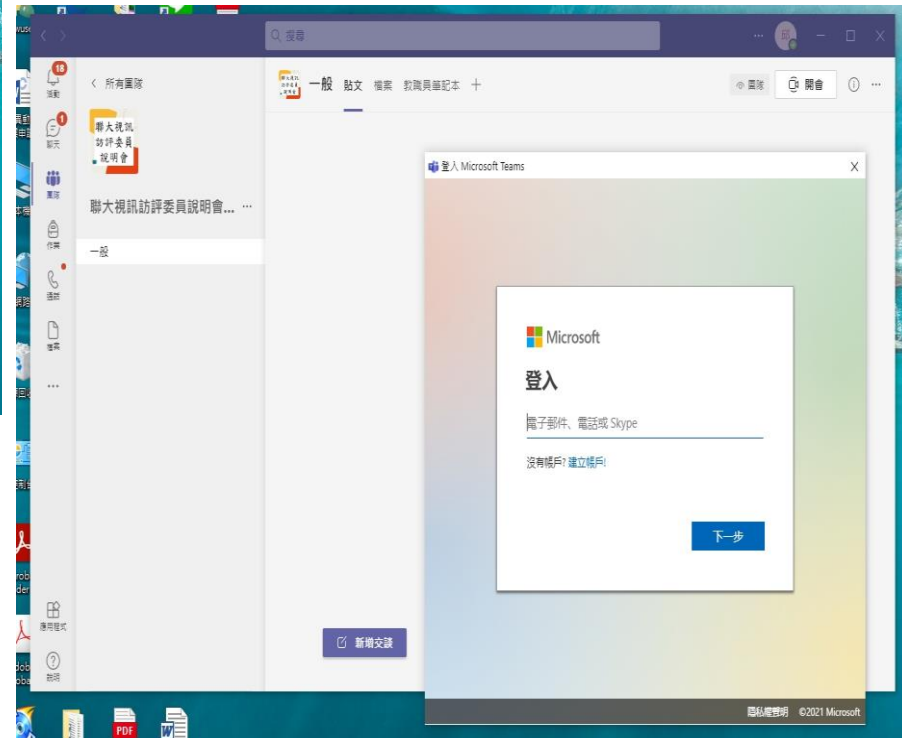 搜尋
18
活動
1
聊天
團隊
作業
通話
檔案
應用程式
說明
所有團隊
聯大視訊
訪評委員
說明會
聯大視訊訪評委員說明會...
一般
一般 貼文 檔案 教職員筆記本 +
團隊 開會
新增交談
登入 Microsoft Teams
Microsoft
登入
電子郵件、電話或 Skype
沒有帳戶? 建立帳戶!
下一步
隱私權聲明 ©2021 Microsoft
PDF